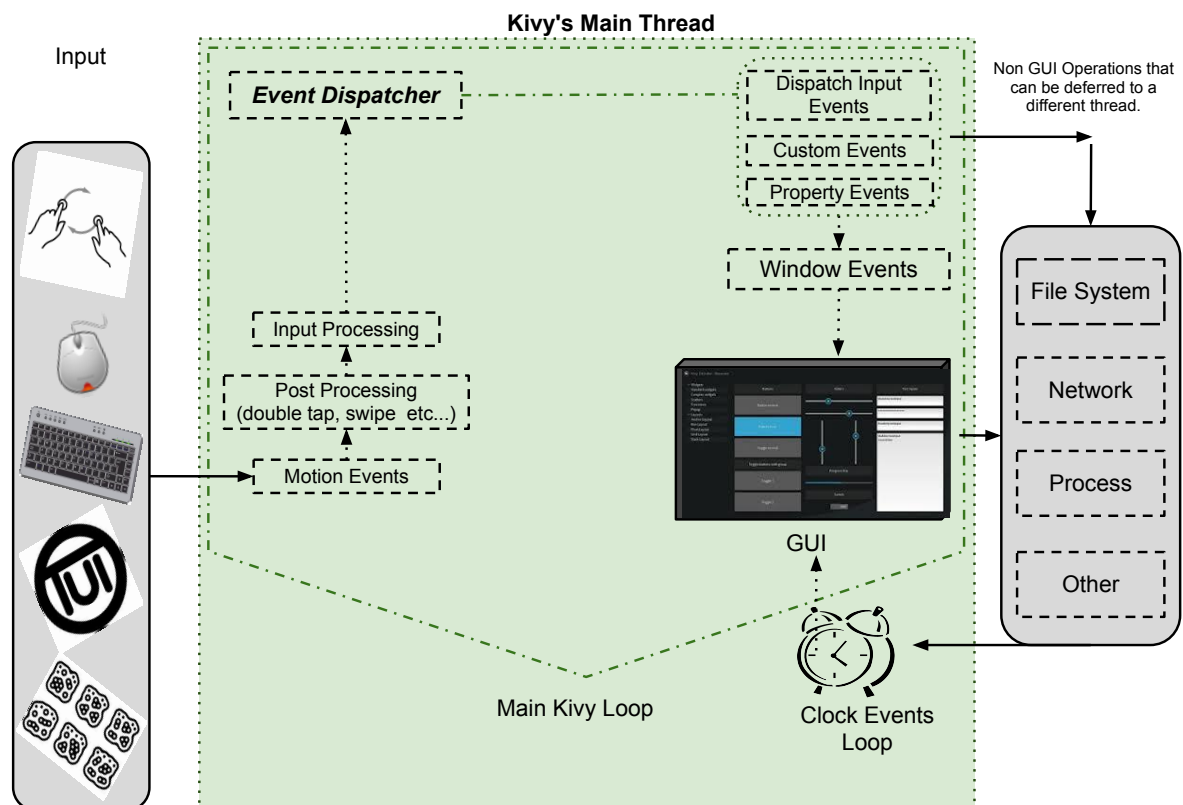 Kivy's Main Thread
Input
Event Dispatcher
Dispatch Input
Events
Custom Events
Property Events
Non GUI Operations that
can be deferred to a
different thread.
Window Events
File System
Input Processing
Post Processing
(double tap, swipe etc...)
Motion Events
Network
Process
TUI
GUI
Other
Main Kivy Loop
Clock Events
Loop